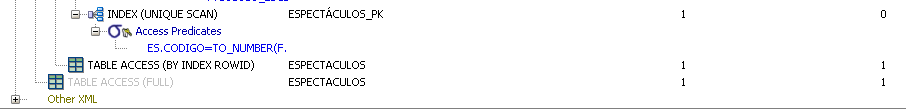 INDEX (UNIQUE SCAN) ESPECTÁCULOS_PK 1 0
Access Predicates
ES.CODIGO=TO_NUMBER(F.
TABLE ACCESS (BY INDEX ROWID) ESPECTACULOS 1 1
TABLE ACCESS (FULL) ESPECTACULOS 1 1
Other XML